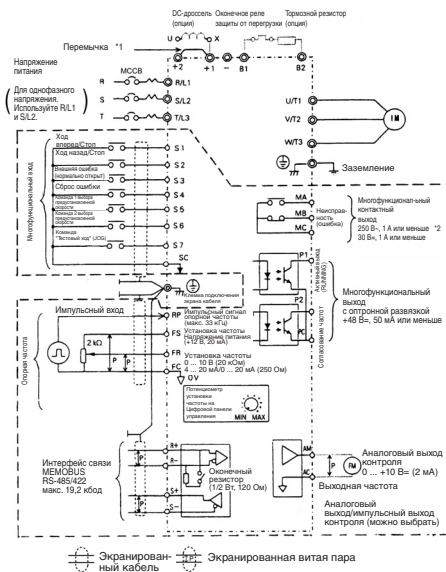 DC-дроссель
(опция)
Оконечное реле
защиты от перегрузки
Тормозной резистор
(опция)
U X
Перемычка *1
+2 +1 − B1 B2
Напряжение
питания
MCCB
R R/L1
S S/L2
T T/L3
(Для однофазного
напряжения,
Используйте R/L1
и S/L2.)
U/T1
V/T2
W/T3
IM
Заземление
Многофункциональный вход
Ход
вперед/Стоп
S1
Ход назад/Стоп
S2
Внешняя ошибка
(нормально открыт)
S3
Сброс ошибки
S4
Команда 1 выбора
предустановленной
скорости
S5
Команда 2 выбора
предустановленной
скорости
S6
Команда
"Тестовый ход" (JOG)
S7
SC
MA
MB
MC
Неисправ-
ность
(ошибка)
Многофункциональный
контактный
выход
250 В~, 1 А или меньше *2
30 В=, 1 А или меньше
P1
Активный выход
(RUNNING)
P2
PC
Согласование частот
Многофункциональный
выход
с оптронной развязкой
+48 В=, 50 мА или меньше
Клемма подключения
экрана кабеля
Опорная частота
Импульсный вход
2 kΩ
P
P
RP
Импульсный сигнал
опорной частоты
(макс. 33 кГц)
FS
Установка частоты
Напряжение питания
(+12 В, 20 мА)
FR
Установка частоты
0 ... 10 В (20 кОм)
FC
4 ... 20 мА/0 ... 20 мА (250 Ом)
0 V
Потенциометр
установки
частоты на
Цифровой панели
управления
MIN MAX
Интерфейс связи
MEMOBUS
RS-485/422
макс. 19,2 кбод
P
P
R+
R−
S+
S−
Оконечный
резистор
(1/2 Вт, 120 Ом)
AM
AC
P
FM
Аналоговый выход
контроля
0 ... +10 В= (2 мА)
Выходная частота
Аналоговый
выход/импульсный выход
контроля (можно выбрать)
Экранирован-
ный кабель
P
Экранированная витая пара